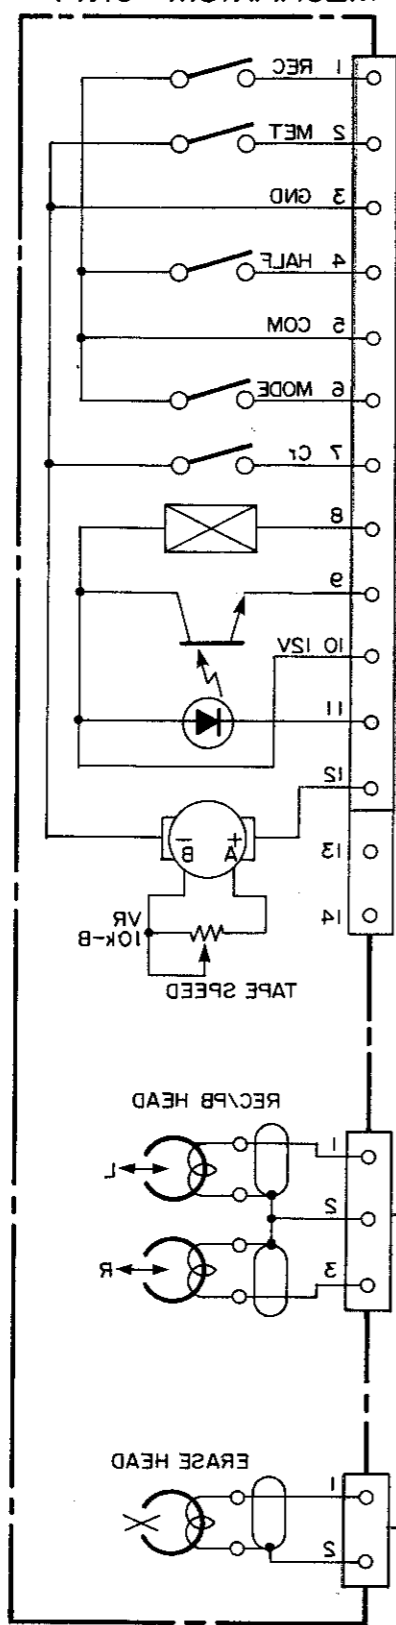 1 REC
2 MET
3 GND
4 HALF
5 COM
6 MODE
7 Cr
8
9
10 12V
11
12
13
14
+ −
A B
VR
10k-B
TAPE SPEED
REC/PB HEAD
L
1
2
R
3
ERASE HEAD
1
2